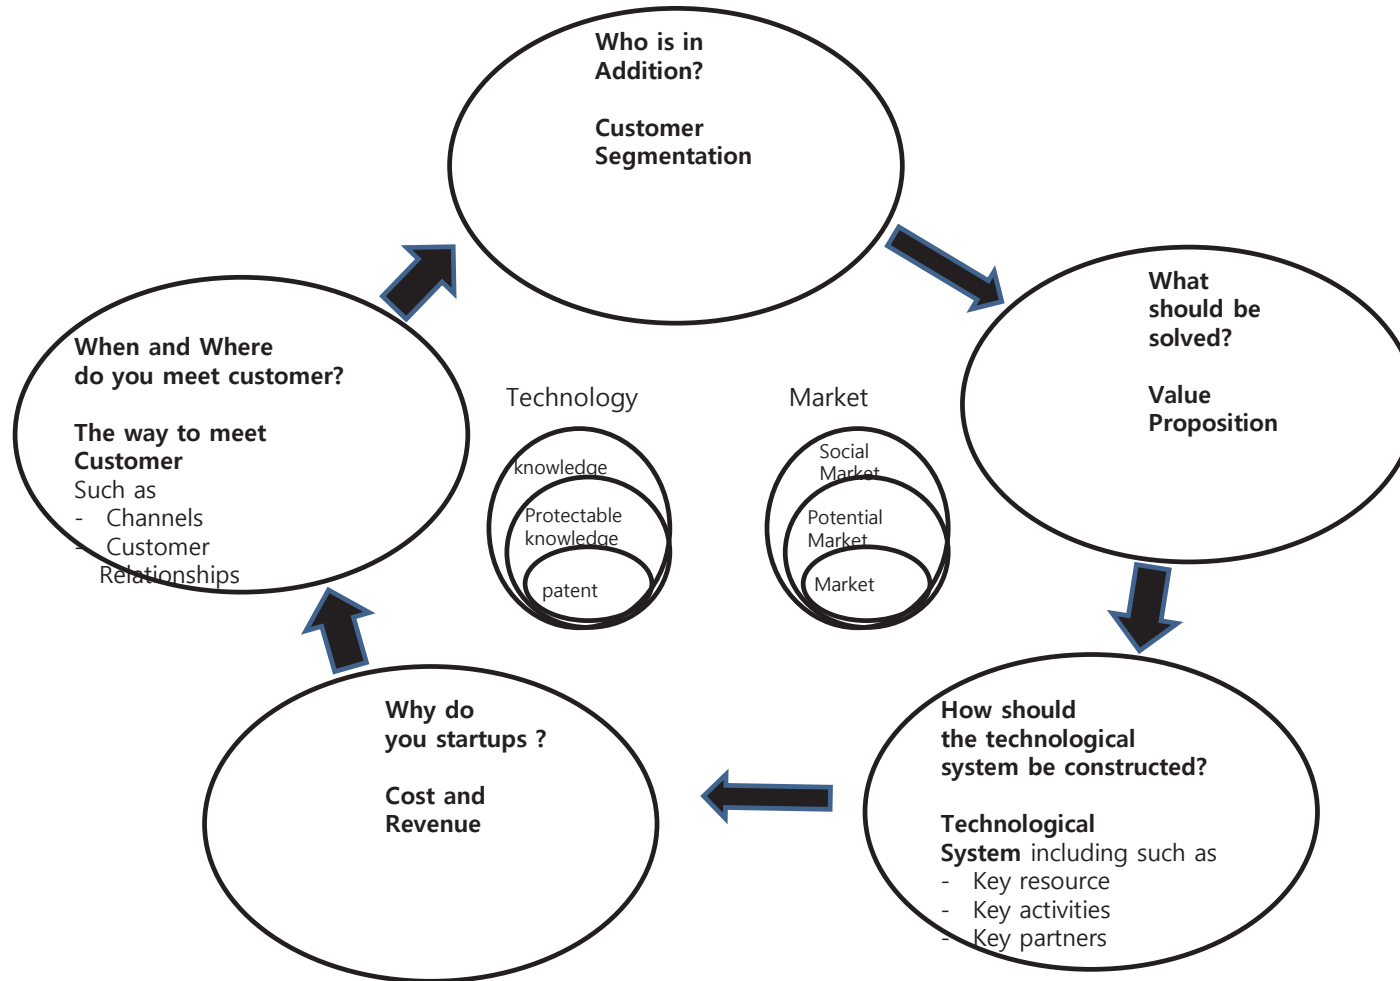 Who is in
Addition?
Customer
Segmentation
What
should be
solved?
Value
Proposition
When and Where
do you meet customer?
The way to meet
Customer
Such as
- Channels
- Customer
Relationships
Technology
knowledge
Protectable
knowledge
patent
Market
Social
Market
Potential
Market
Market
Why do
you startups ?
Cost and
Revenue
How should
the technological
system be constructed?
Technological
System including such as
- Key resource
- Key activities
- Key partners